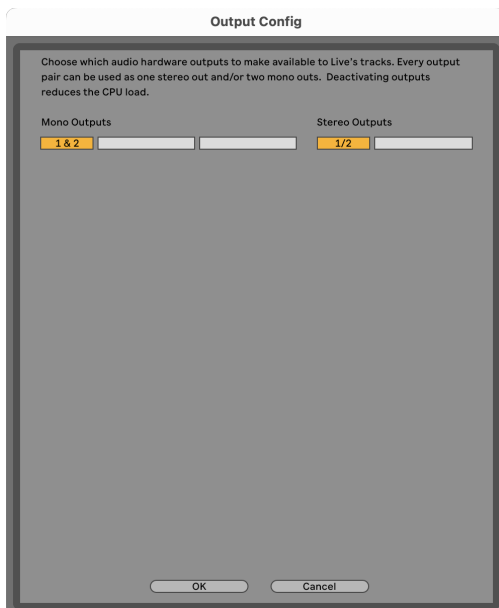 Output Config
Choose which audio hardware outputs to make available to Live's tracks. Every output
pair can be used as one stereo out and/or two mono outs.  Deactivating outputs
reduces the CPU load.
Mono Outputs
Stereo Outputs
1 & 2
1/2
OK
Cancel